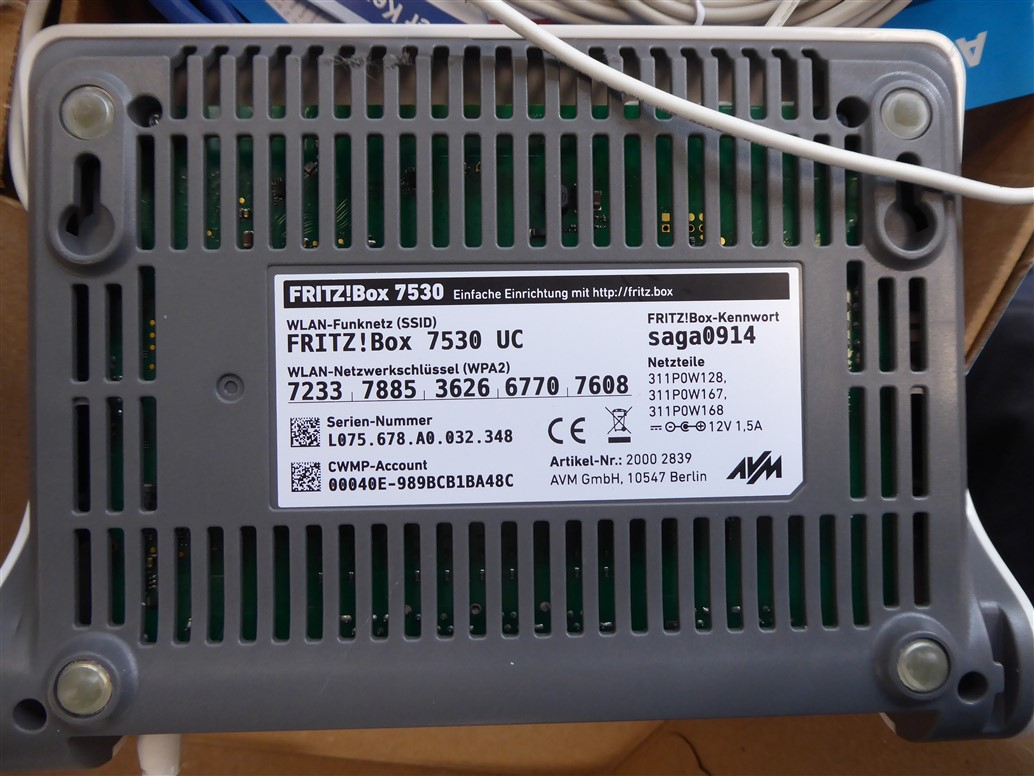 er Ke
A
FRITZ!Box 7530 Einfache Einrichtung mit http://fritz.box
WLAN-Funknetz (SSID)
FRITZ!Box 7530 UC
WLAN-Netzwerkschlüssel (WPA2)
7233 7885 3626 6770 7608
FRITZ!Box-Kennwort
saga0914
Netzteile
311P0W128,
311P0W167,
311P0W168
12V 1,5A
Serien-Nummer
L075.678.A0.032.348
CWMP-Account
00040E-989BCB1BA48C
CE
Artikel-Nr.: 2000 2839
AVM GmbH, 10547 Berlin
AVM